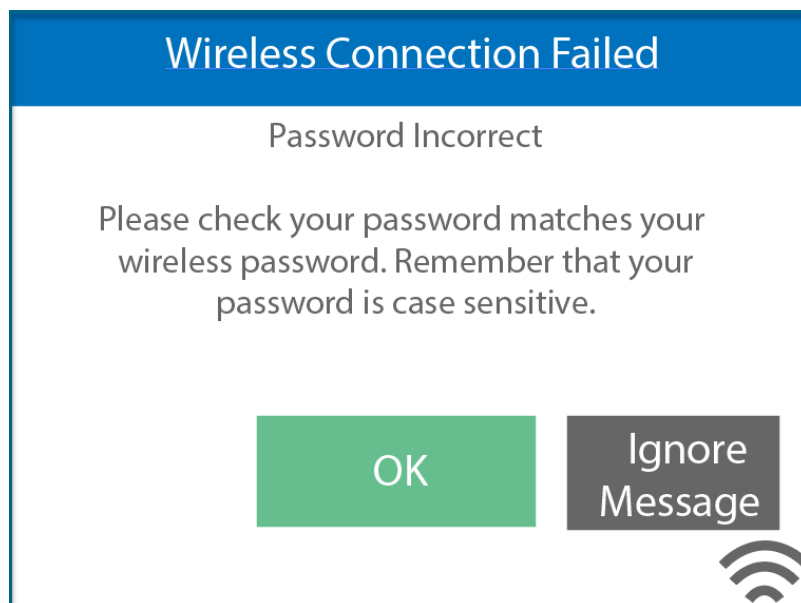 Wireless Connection Failed
Password Incorrect
Please check your password matches your
wireless password. Remember that your
password is case sensitive.
OK
Ignore
Message